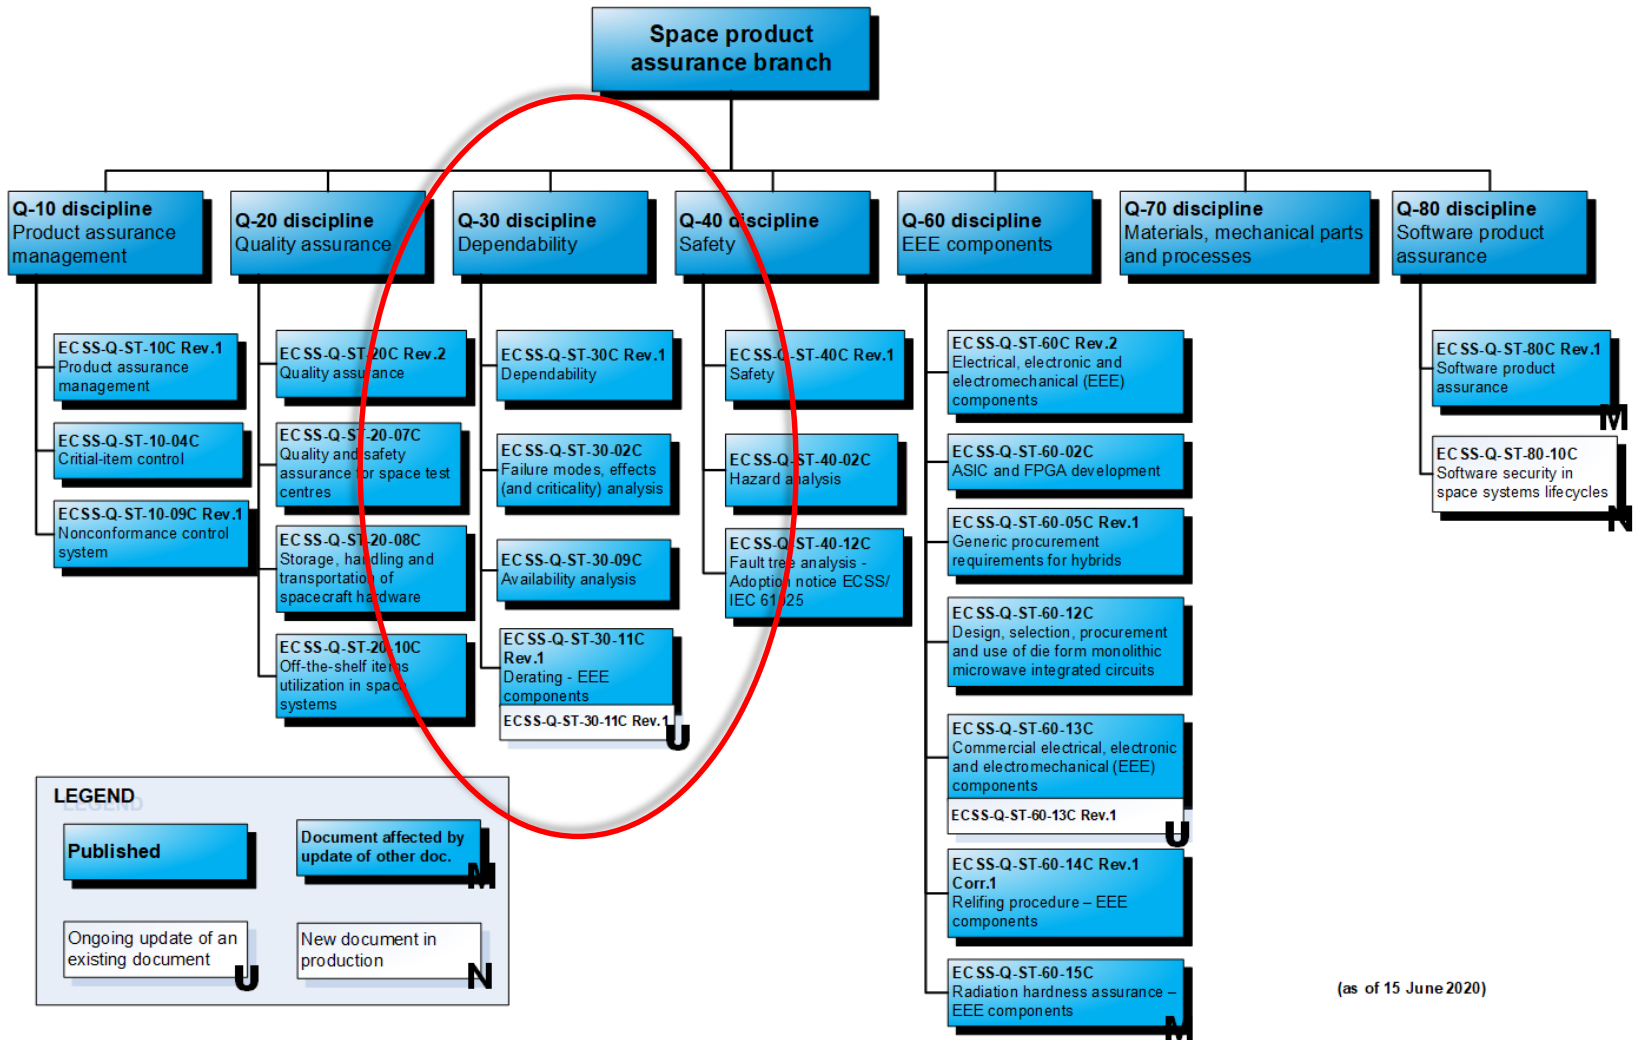 Space product
assurance branch
Q-10 discipline
Product assurance
management
Q-20 discipline
Quality assurance
Q-30 discipline
Dependability
Q-40 discipline
Safety
Q-60 discipline
EEE components
Q-70 discipline
Materials, mechanical parts
and processes
Q-80 discipline
Software product
assurance
ECSS-Q-ST-10C Rev.1
Product assurance
management
ECSS-Q-ST-10-04C
Critial-item control
ECSS-Q-ST-10-09C Rev.1
Nonconformance control
system
ECSS-Q-ST-20C Rev.2
Quality assurance
ECSS-Q-ST-20-07C
Quality and safety
assurance for space test
centres
ECSS-Q-ST-20-08C
Storage, handling and
transportation of
spacecraft hardware
ECSS-Q-ST-20-10C
Off-the-shelf items
utilization in space
systems
ECSS-Q-ST-30C Rev.1
Dependability
ECSS-Q-ST-30-02C
Failure modes, effects
(and criticality) analysis
ECSS-Q-ST-30-09C
Availability analysis
ECSS-Q-ST-30-11C
Rev.1
Derating - EEE
components
ECSS-Q-ST-30-11C Rev.1
U
ECSS-Q-ST-40C Rev.1
Safety
ECSS-Q-ST-40-02C
Hazard analysis
ECSS-Q-ST-40-12C
Fault tree analysis -
Adoption notice ECSS/
IEC 61025
ECSS-Q-ST-60C Rev.2
Electrical, electronic and
electromechanical (EEE)
components
ECSS-Q-ST-60-02C
ASIC and FPGA development
ECSS-Q-ST-60-05C Rev.1
Generic procurement
requirements for hybrids
ECSS-Q-ST-60-12C
Design, selection, procurement
and use of die form monolithic
microwave integrated circuits
ECSS-Q-ST-60-13C
Commercial electrical, electronic
and electromechanical (EEE)
components
ECSS-Q-ST-60-13C Rev.1
U
ECSS-Q-ST-60-14C Rev.1
Corr.1
Relifing procedure – EEE
components
ECSS-Q-ST-60-15C
Radiation hardness assurance –
EEE components
M
ECSS-Q-ST-80C Rev.1
Software product
assurance
M
ECSS-Q-ST-80-10C
Software security in
space systems lifecycles
N
LEGEND
Published
Document affected by
update of other doc.
M
Ongoing update of an
existing document
U
New document in
production
N
(as of 15 June 2020)